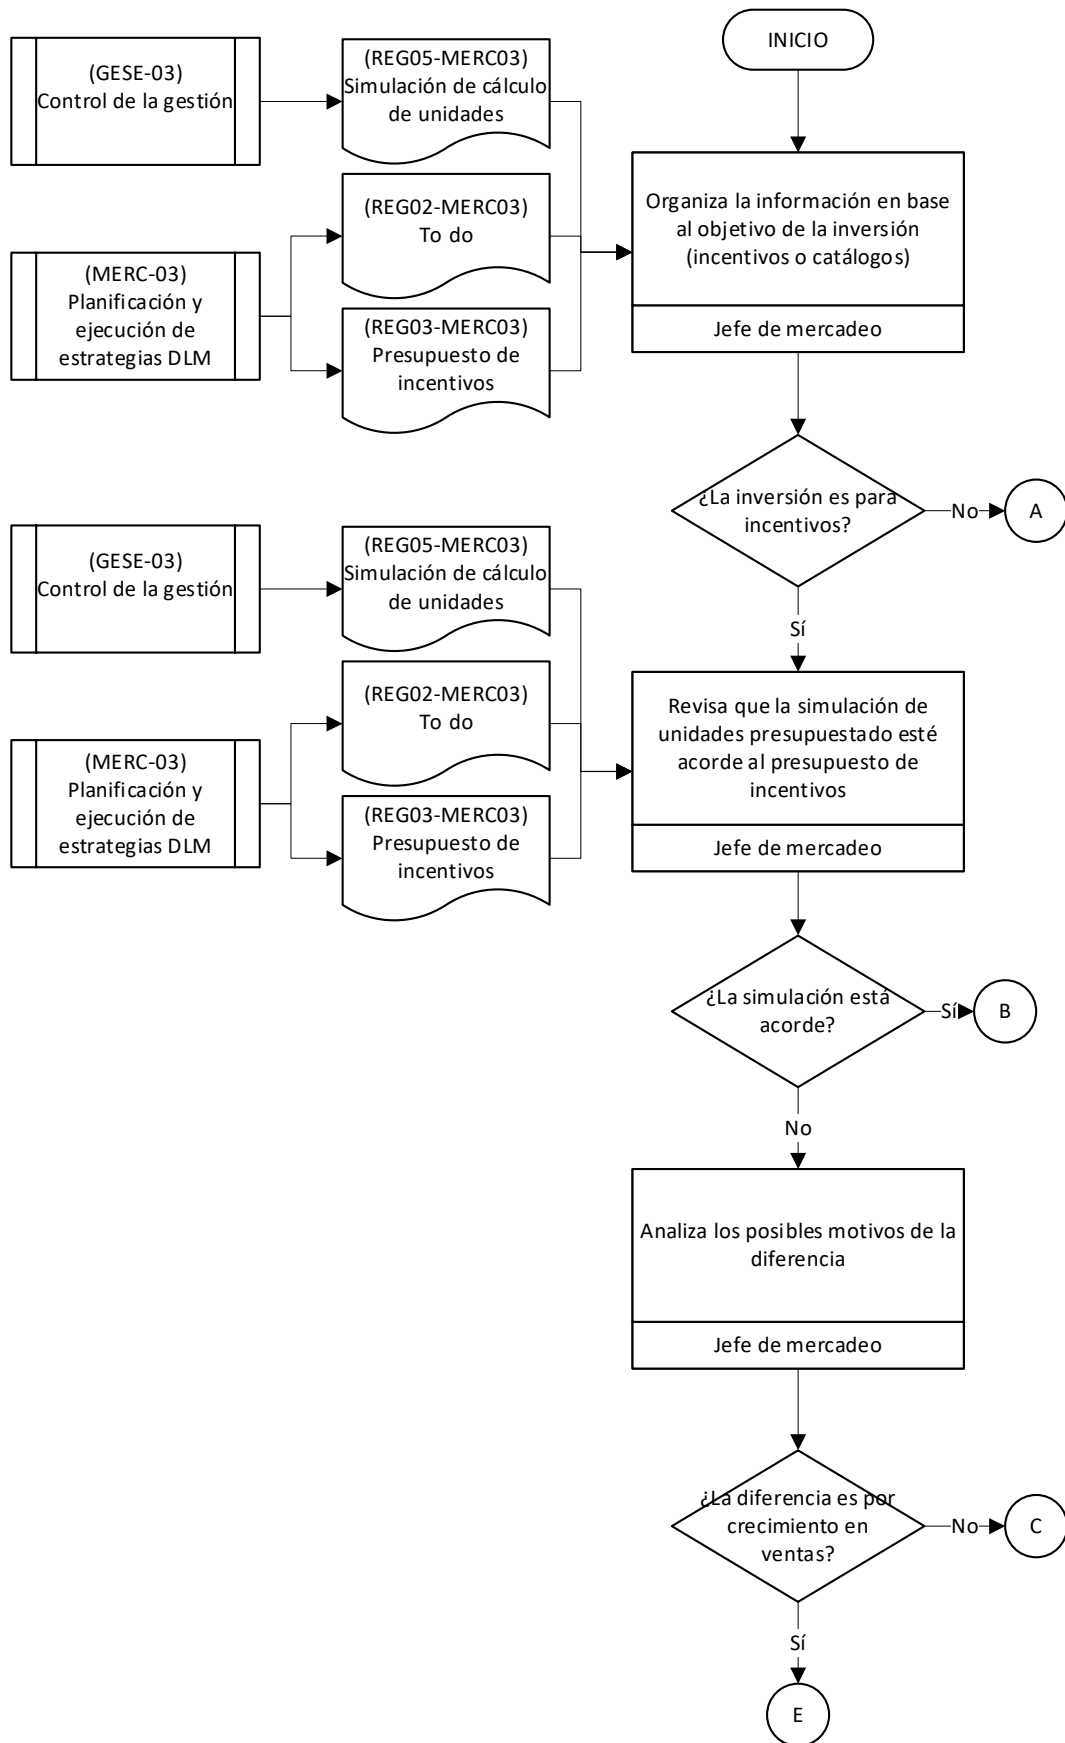 INICIO
(GESE-03)
Control de la gestión
(REG05-MERC03)
Simulación de cálculo
de unidades
(REG02-MERC03)
To do
(MERC-03)
Planificación y
ejecución de
estrategias DLM
(REG03-MERC03)
Presupuesto de
incentivos
Organiza la información en base
al objetivo de la inversión
(incentivos o catálogos)
Jefe de mercadeo
¿La inversión es para
incentivos?
No
A
Sí
(GESE-03)
Control de la gestión
(REG05-MERC03)
Simulación de cálculo
de unidades
(REG02-MERC03)
To do
(MERC-03)
Planificación y
ejecución de
estrategias DLM
(REG03-MERC03)
Presupuesto de
incentivos
Revisa que la simulación de
unidades presupuestado esté
acorde al presupuesto de
incentivos
Jefe de mercadeo
¿La simulación está
acorde?
Sí
B
No
Analiza los posibles motivos de la
diferencia
Jefe de mercadeo
¿La diferencia es por
crecimiento en
ventas?
No
C
Sí
E